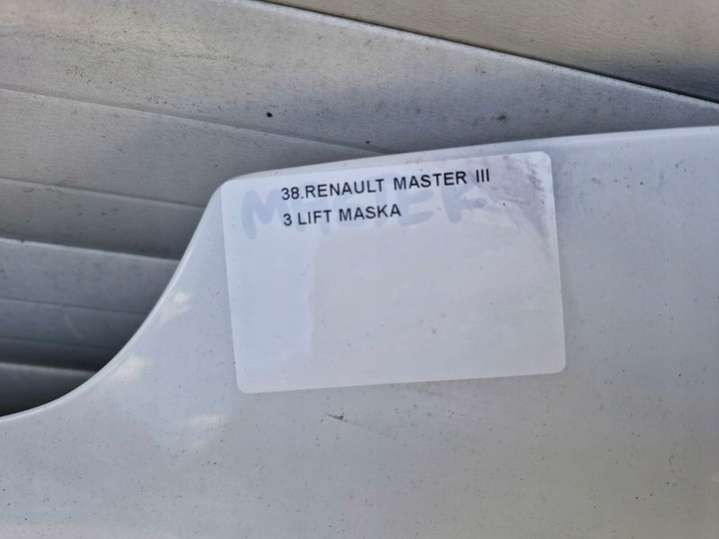 38.RENAULT MASTER III
3 LIFT MASKA